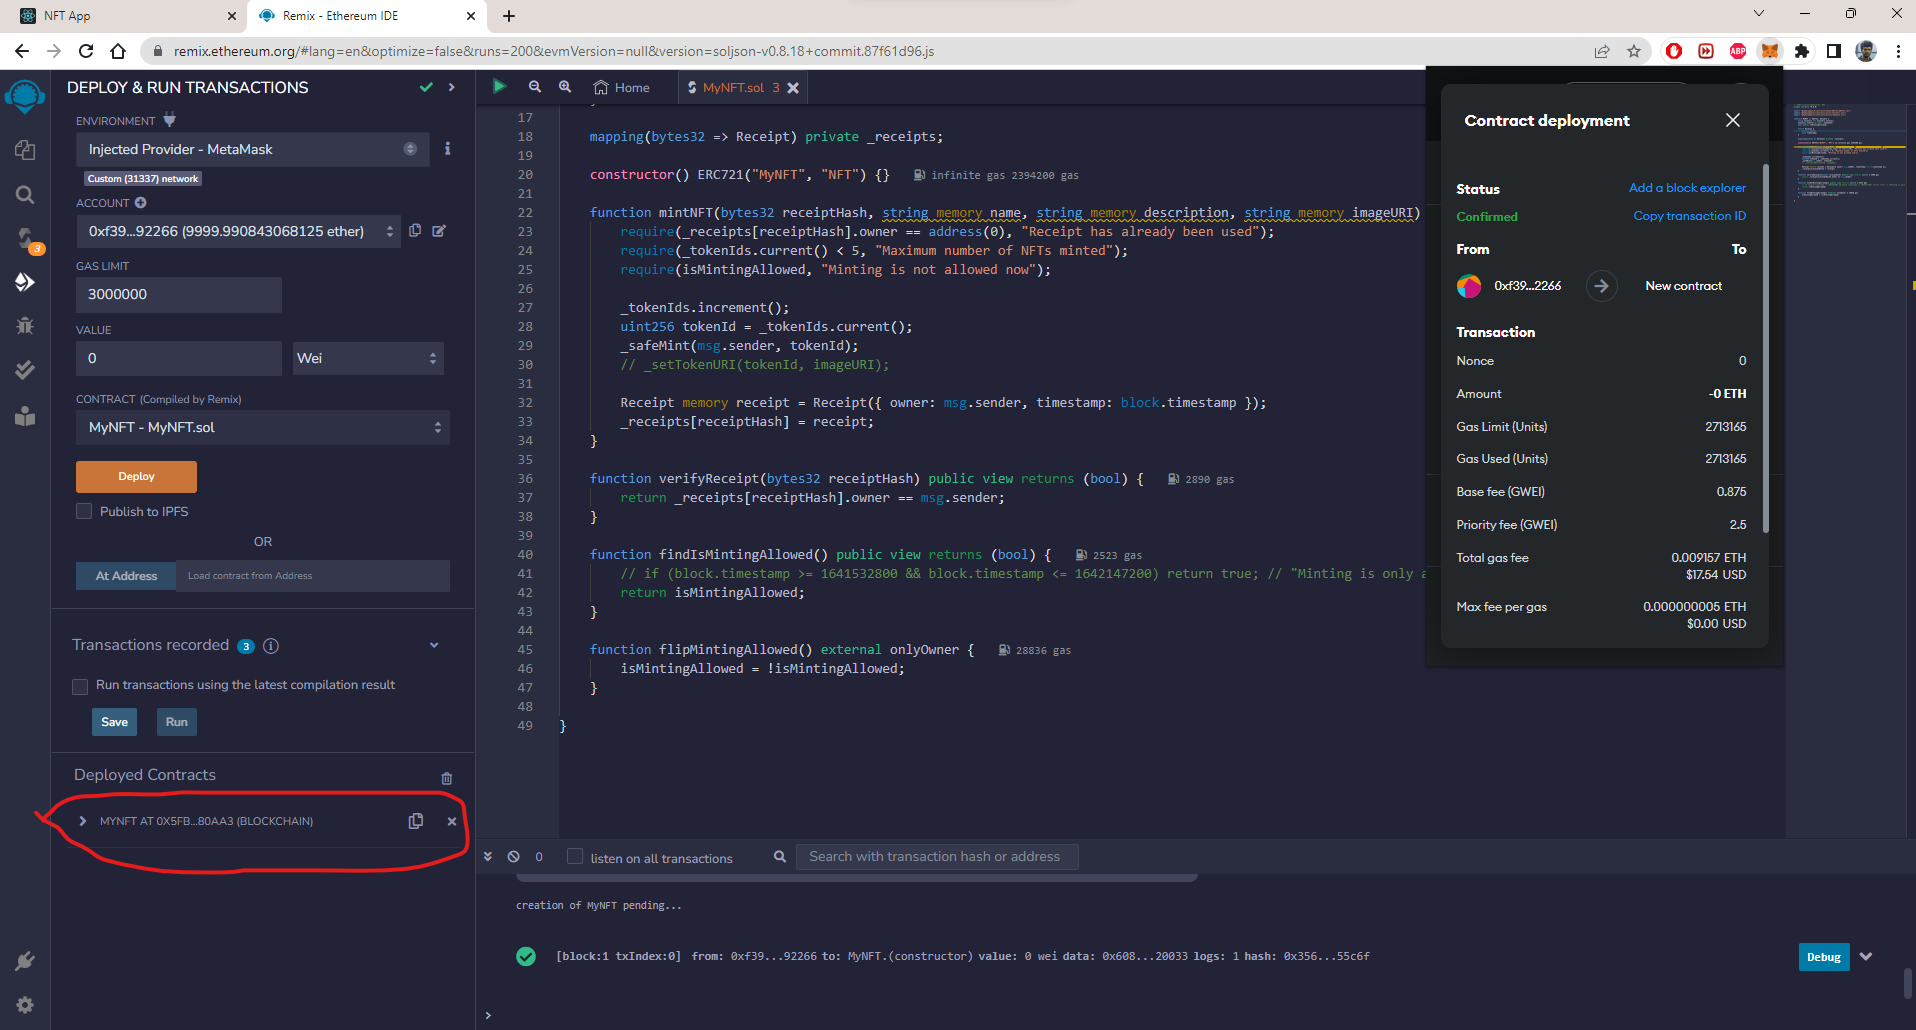 NFT App
Remix - Ethereum IDE
remix.ethereum.org/#lang=en&optimize=false&runs=200&evmVersion=null&version=soljson-v0.8.18+commit.87f61d96.js
ABP
DEPLOY & RUN TRANSACTIONS
ENVIRONMENT
Injected Provider - MetaMask
Custom (31337) network
ACCOUNT
0xf39...92266 (9999.990843068125 ether)
3
GAS LIMIT
3000000
VALUE
0
Wei
CONTRACT (Compiled by Remix)
MyNFT - MyNFT.sol
Deploy
Publish to IPFS
OR
At Address
Load contract from Address
Transactions recorded 3 i
Run transactions using the latest compilation result
Save
Run
Deployed Contracts
MYNFT AT 0X5FB...80AA3 (BLOCKCHAIN)
Home
MyNFT.sol 3
17
18 mapping(bytes32 => Receipt) private _receipts;
19
20 constructor() ERC721("MyNFT", "NFT") {} infinite gas 2394200 gas
21
22 function mintNFT(bytes32 receiptHash, string memory name, string memory description, string memory imageURI)
23 require(_receipts[receiptHash].owner == address(0), "Receipt has already been used");
24 require(_tokenIds.current() < 5, "Maximum number of NFTs minted");
25 require(isMintingAllowed, "Minting is not allowed now");
26
27 _tokenIds.increment();
28 uint256 tokenId = _tokenIds.current();
29 _safeMint(msg.sender, tokenId);
30 // _setTokenURI(tokenId, imageURI);
31
32 Receipt memory receipt = Receipt({ owner: msg.sender, timestamp: block.timestamp });
33 _receipts[receiptHash] = receipt;
34 }
35
36 function verifyReceipt(bytes32 receiptHash) public view returns (bool) { 2890 gas
37 return _receipts[receiptHash].owner == msg.sender;
38 }
39
40 function findIsMintingAllowed() public view returns (bool) { 2523 gas
41 // if (block.timestamp >= 1641532800 && block.timestamp <= 1642147200) return true; // "Minting is only a
42 return isMintingAllowed;
43 }
44
45 function flipMintingAllowed() external onlyOwner { 28836 gas
46 isMintingAllowed = !isMintingAllowed;
47 }
48
49 }
0
listen on all transactions
Search with transaction hash or address
creation of MyNFT pending...
[block:1 txIndex:0] from: 0xf39...92266 to: MyNFT.(constructor) value: 0 wei data: 0x608...20033 logs: 1 hash: 0x356...55c6f
Debug
>
Contract deployment
Status
Add a block explorer
Confirmed
Copy transaction ID
From
To
0xf39...2266
New contract
Transaction
Nonce 0
Amount -0 ETH
Gas Limit (Units) 2713165
Gas Used (Units) 2713165
Base fee (GWEI) 0.875
Priority fee (GWEI) 2.5
Total gas fee 0.009157 ETH
$17.54 USD
Max fee per gas 0.000000005 ETH
$0.00 USD